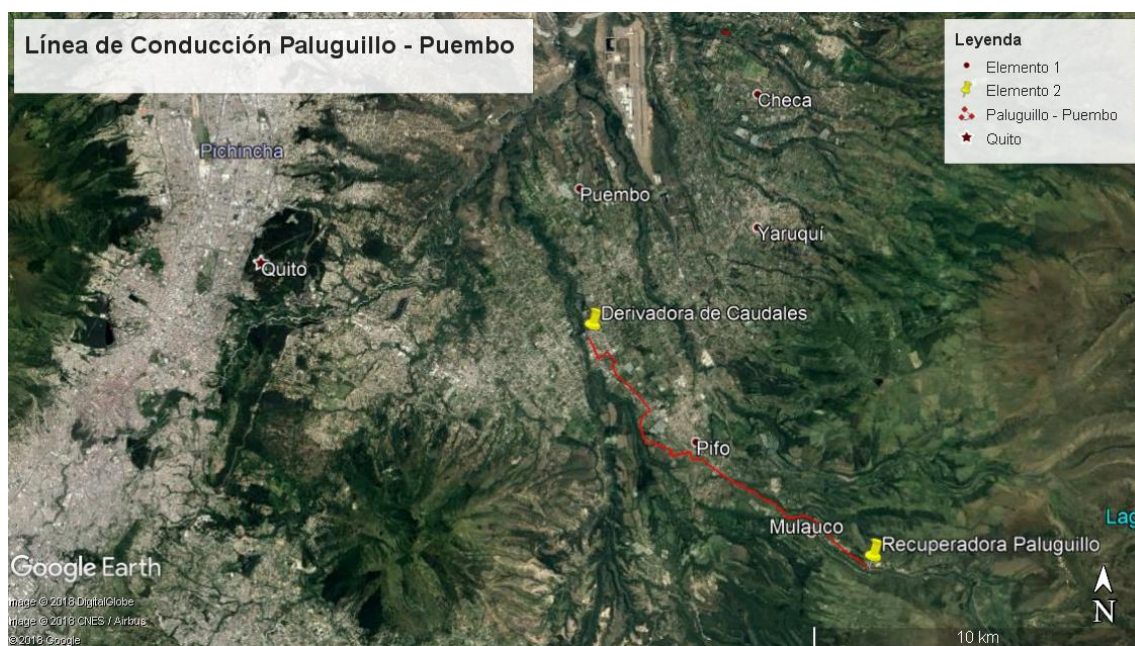 Línea de Conducción Paluguillo - Puembo
Leyenda
Elemento 1
Elemento 2
Paluguillo - Puembo
Quito
Checa
Pichincha
Puembo
Yaruquí
Quito
Derivadora de Caudales
Pifo
Mulauco
Lag
Recuperadora Paluguillo
Google Earth
Image © 2018 DigitalGlobe
Image © 2018 CNES / Airbus
© 2018 Google
N
10 km